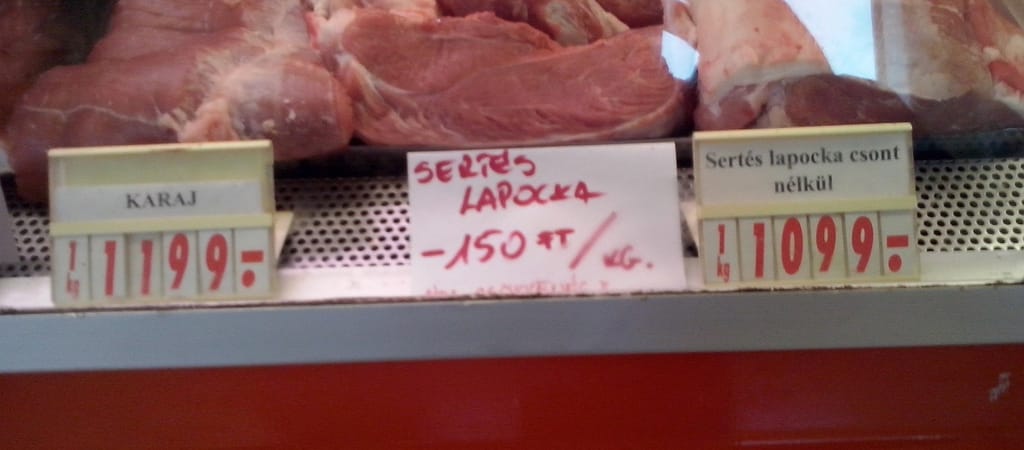 KARAJ
1 kg 1199.-
SERTÉS
LAPOCKA
-150 FT/KG.
Sertés lapocka csont
nélkül
1 kg 1099.-